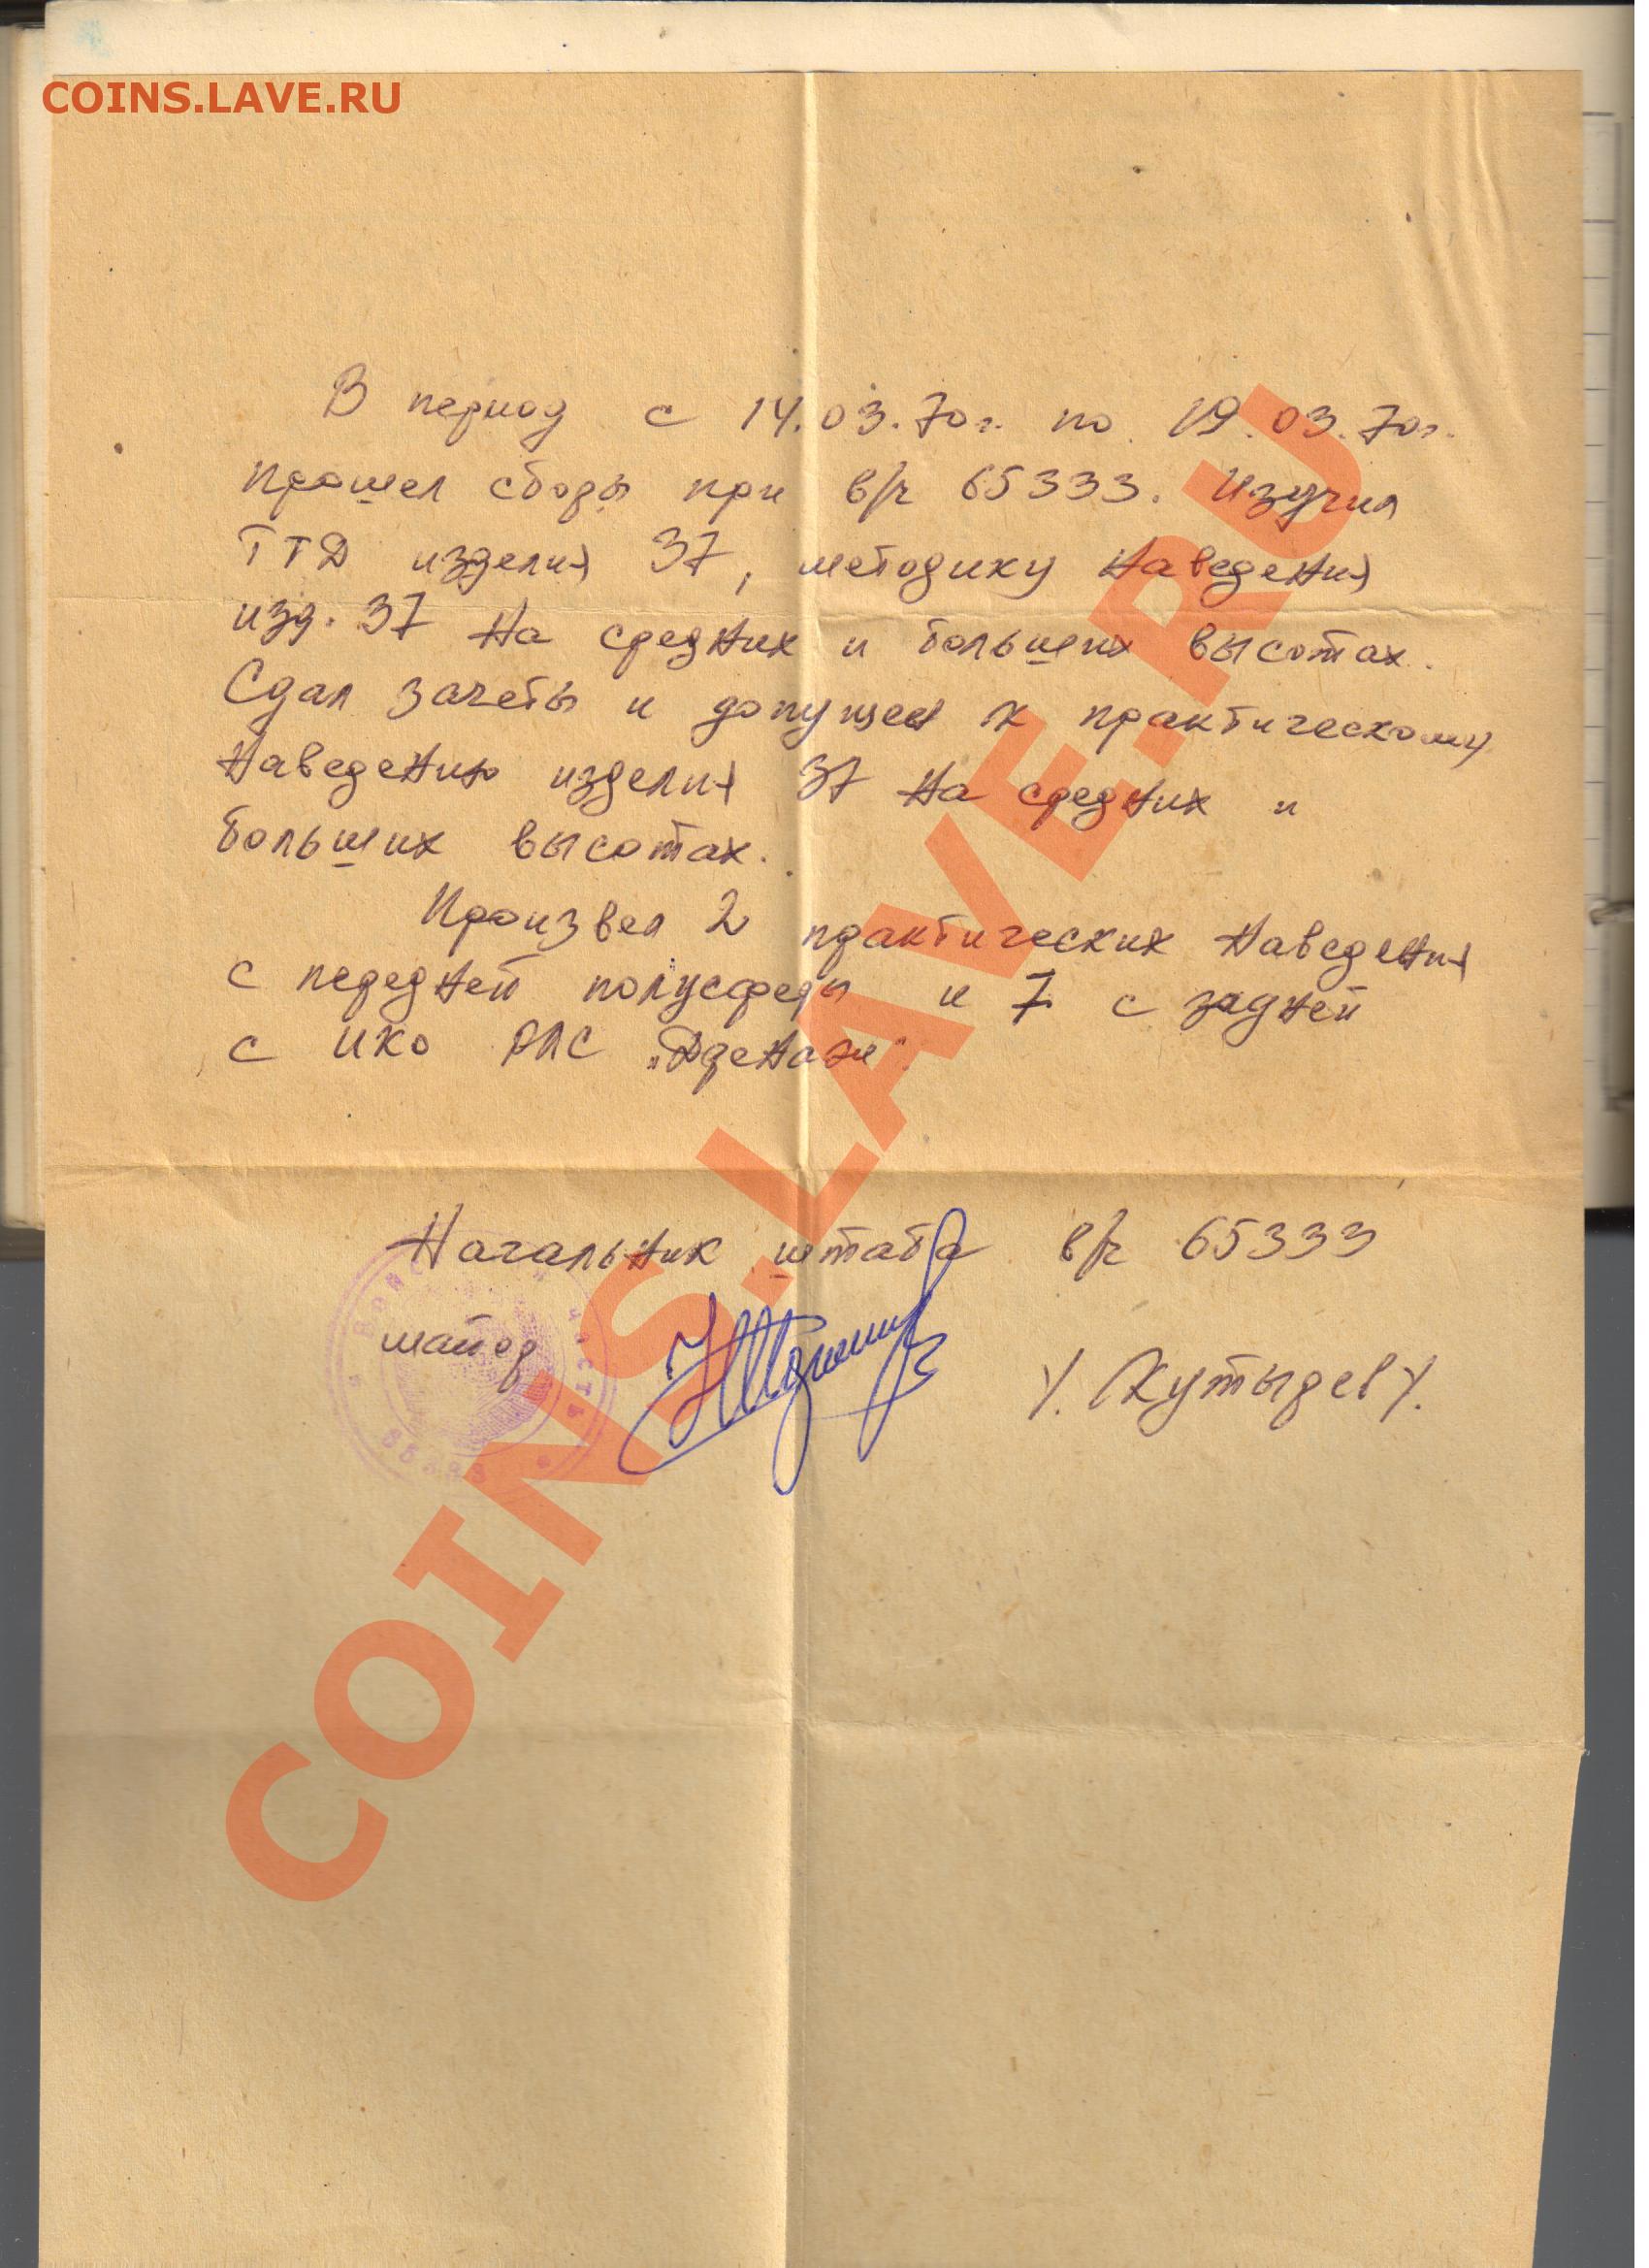 COINS.LAVE.RU
В период с 14.03.70г. по 19.03.70г.
прошел сборы при в/ч 65333. Изучил
ТТД изделия 37, методику наведения
изд. 37 на средних и больших высотах.
Сдал зачеты и допущен к практическому
наведению изделия 37 на средних и
больших высотах.
Произвел 2 практических наведения
с передней полусферы и 7 с задней
с ИКО РЛС "Дренаж".
Начальник штаба в/ч 65333
майор
/. Кутырев /.
COINS.LAVE.RU